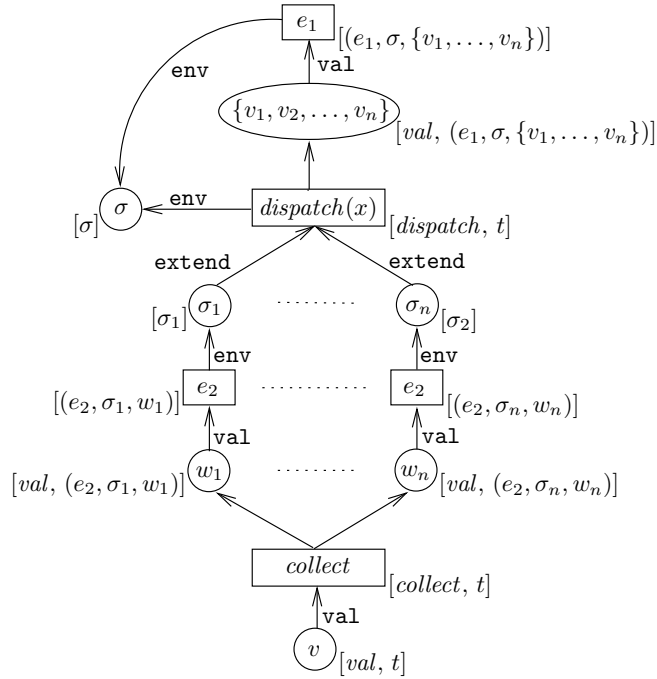 e₁
[(e₁, σ, {v₁, . . . , vₙ})]
env
val
{v₁, v₂, . . . , vₙ}
[val, (e₁, σ, {v₁, . . . , vₙ})]
σ
[σ]
env
dispatch(x)
[dispatch, t]
extend
extend
σ₁
[σ₁]
σₙ
[σ₂]
env
env
e₂
[(e₂, σ₁, w₁)]
e₂
[(e₂, σₙ, wₙ)]
val
val
[val, (e₂, σ₁, w₁)]
w₁
wₙ
[val, (e₂, σₙ, wₙ)]
collect
[collect, t]
val
v
[val, t]